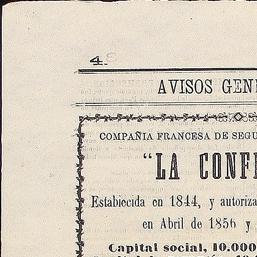 4
AVISOS GEN
COMPAÑIA FRANCESA DE SEGU
"LA CONF
Establecida en 1844, y autoriza
en Abril de 1856 y
Capital social, 10.000